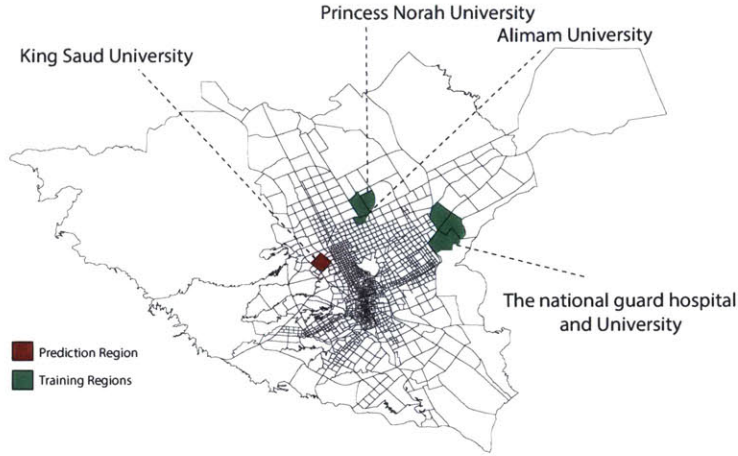 Princess Norah University
Alimam University
King Saud University
The national guard hospital
and University
Prediction Region
Training Regions